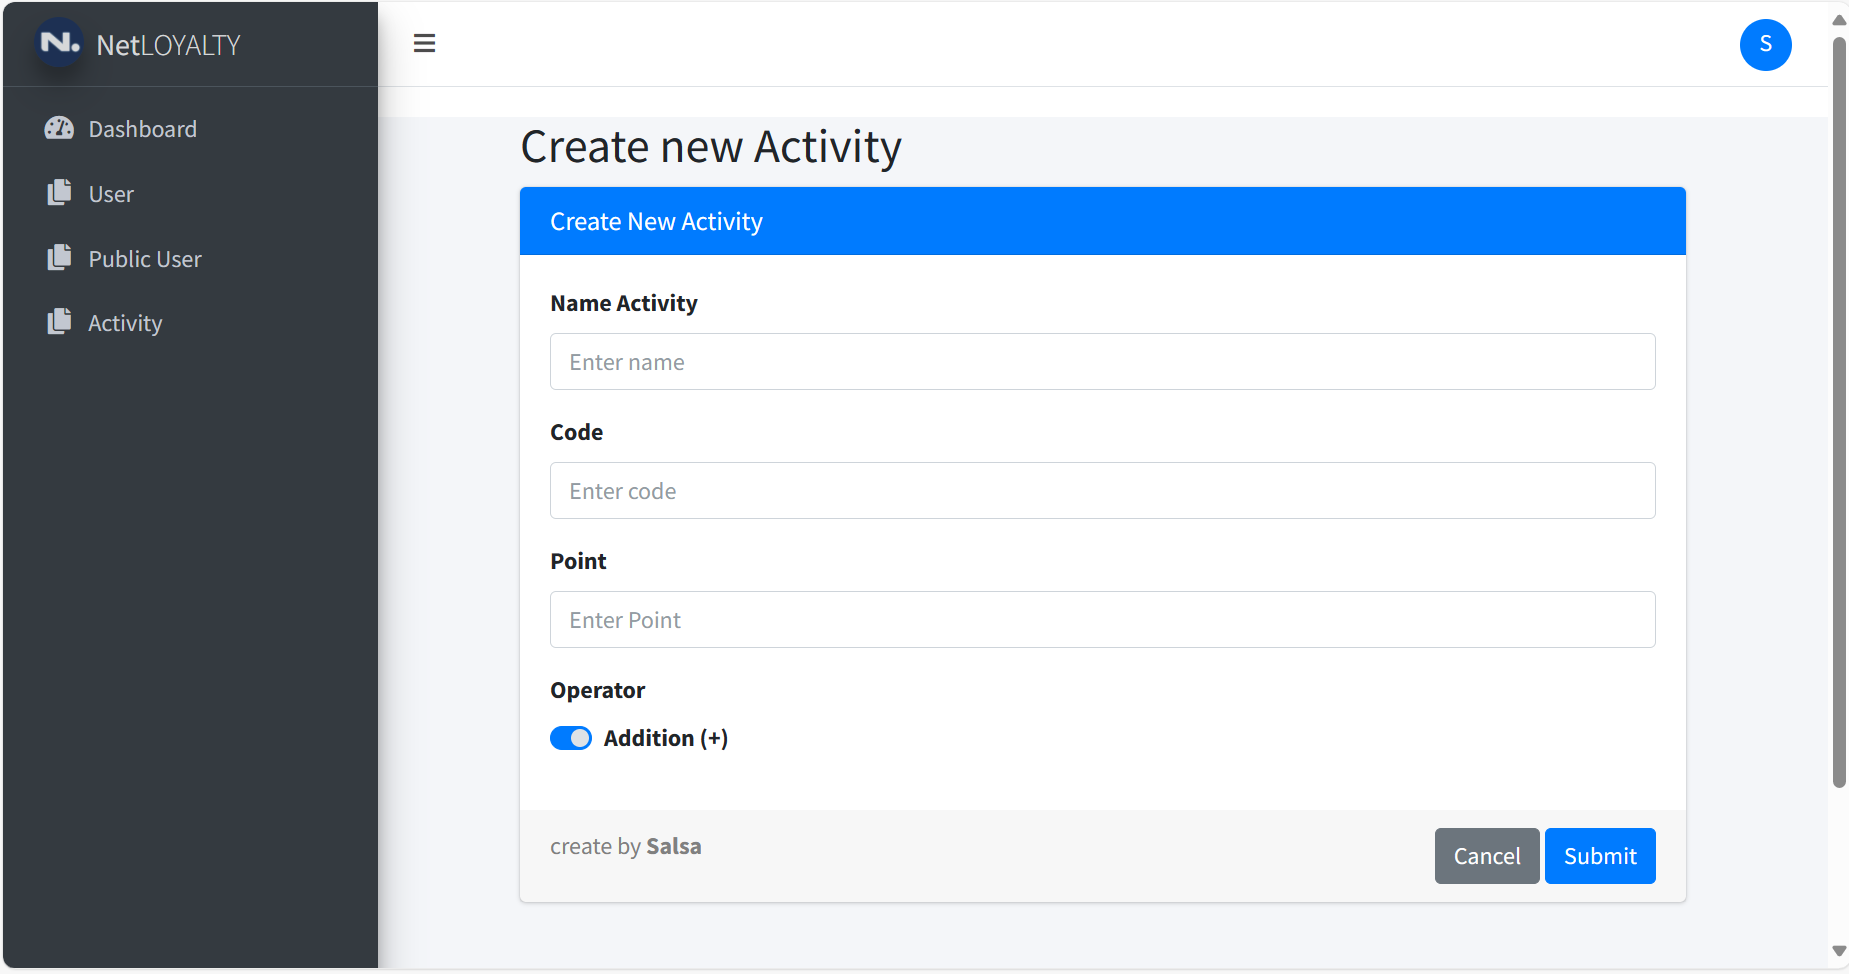 N. NetLOYALTY
S
Dashboard
User
Public User
Activity
Create new Activity
Create New Activity
Name Activity
Enter name
Code
Enter code
Point
Enter Point
Operator
Addition (+)
create by Salsa
Cancel Submit